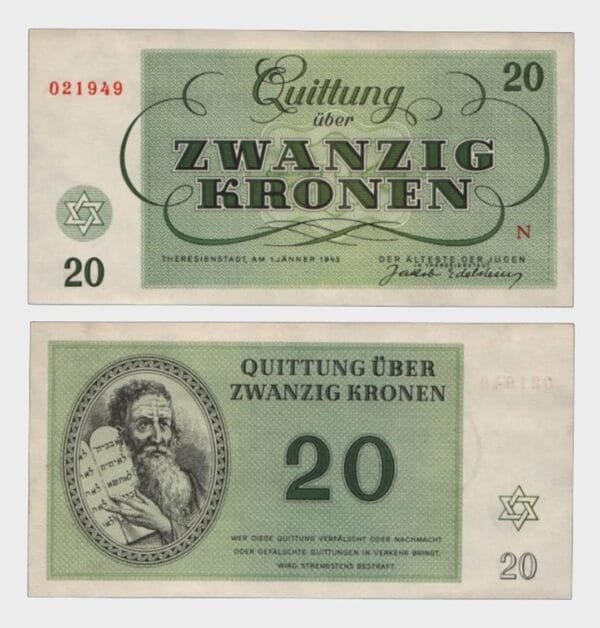 021949
Quittung
über
ZWANZIG
KRONEN
20
N
20
THERESIENSTADT, AM 1. JÄNNER 1943
DER ÄLTESTE DER JUDEN
IN THERESIENSTADT
Jakob Edelstein
QUITTUNG ÜBER
ZWANZIG KRONEN
20
WER DIESE QUITTUNG VERFÄLSCHT ODER NACHMACHT
ODER GEFÄLSCHTE QUITTUNGEN IN VERKEHR BRINGT,
WIRD STRENGSTENS BESTRAFT.
20